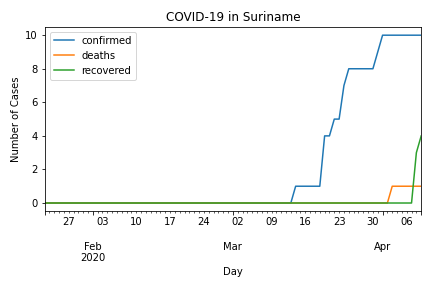 COVID-19 in Suriname
confirmed
deaths
recovered
Number of Cases
10
8
6
4
2
0
27 03 10 17 24 02 09 16 23 30 06
Feb Mar Apr
2020
Day